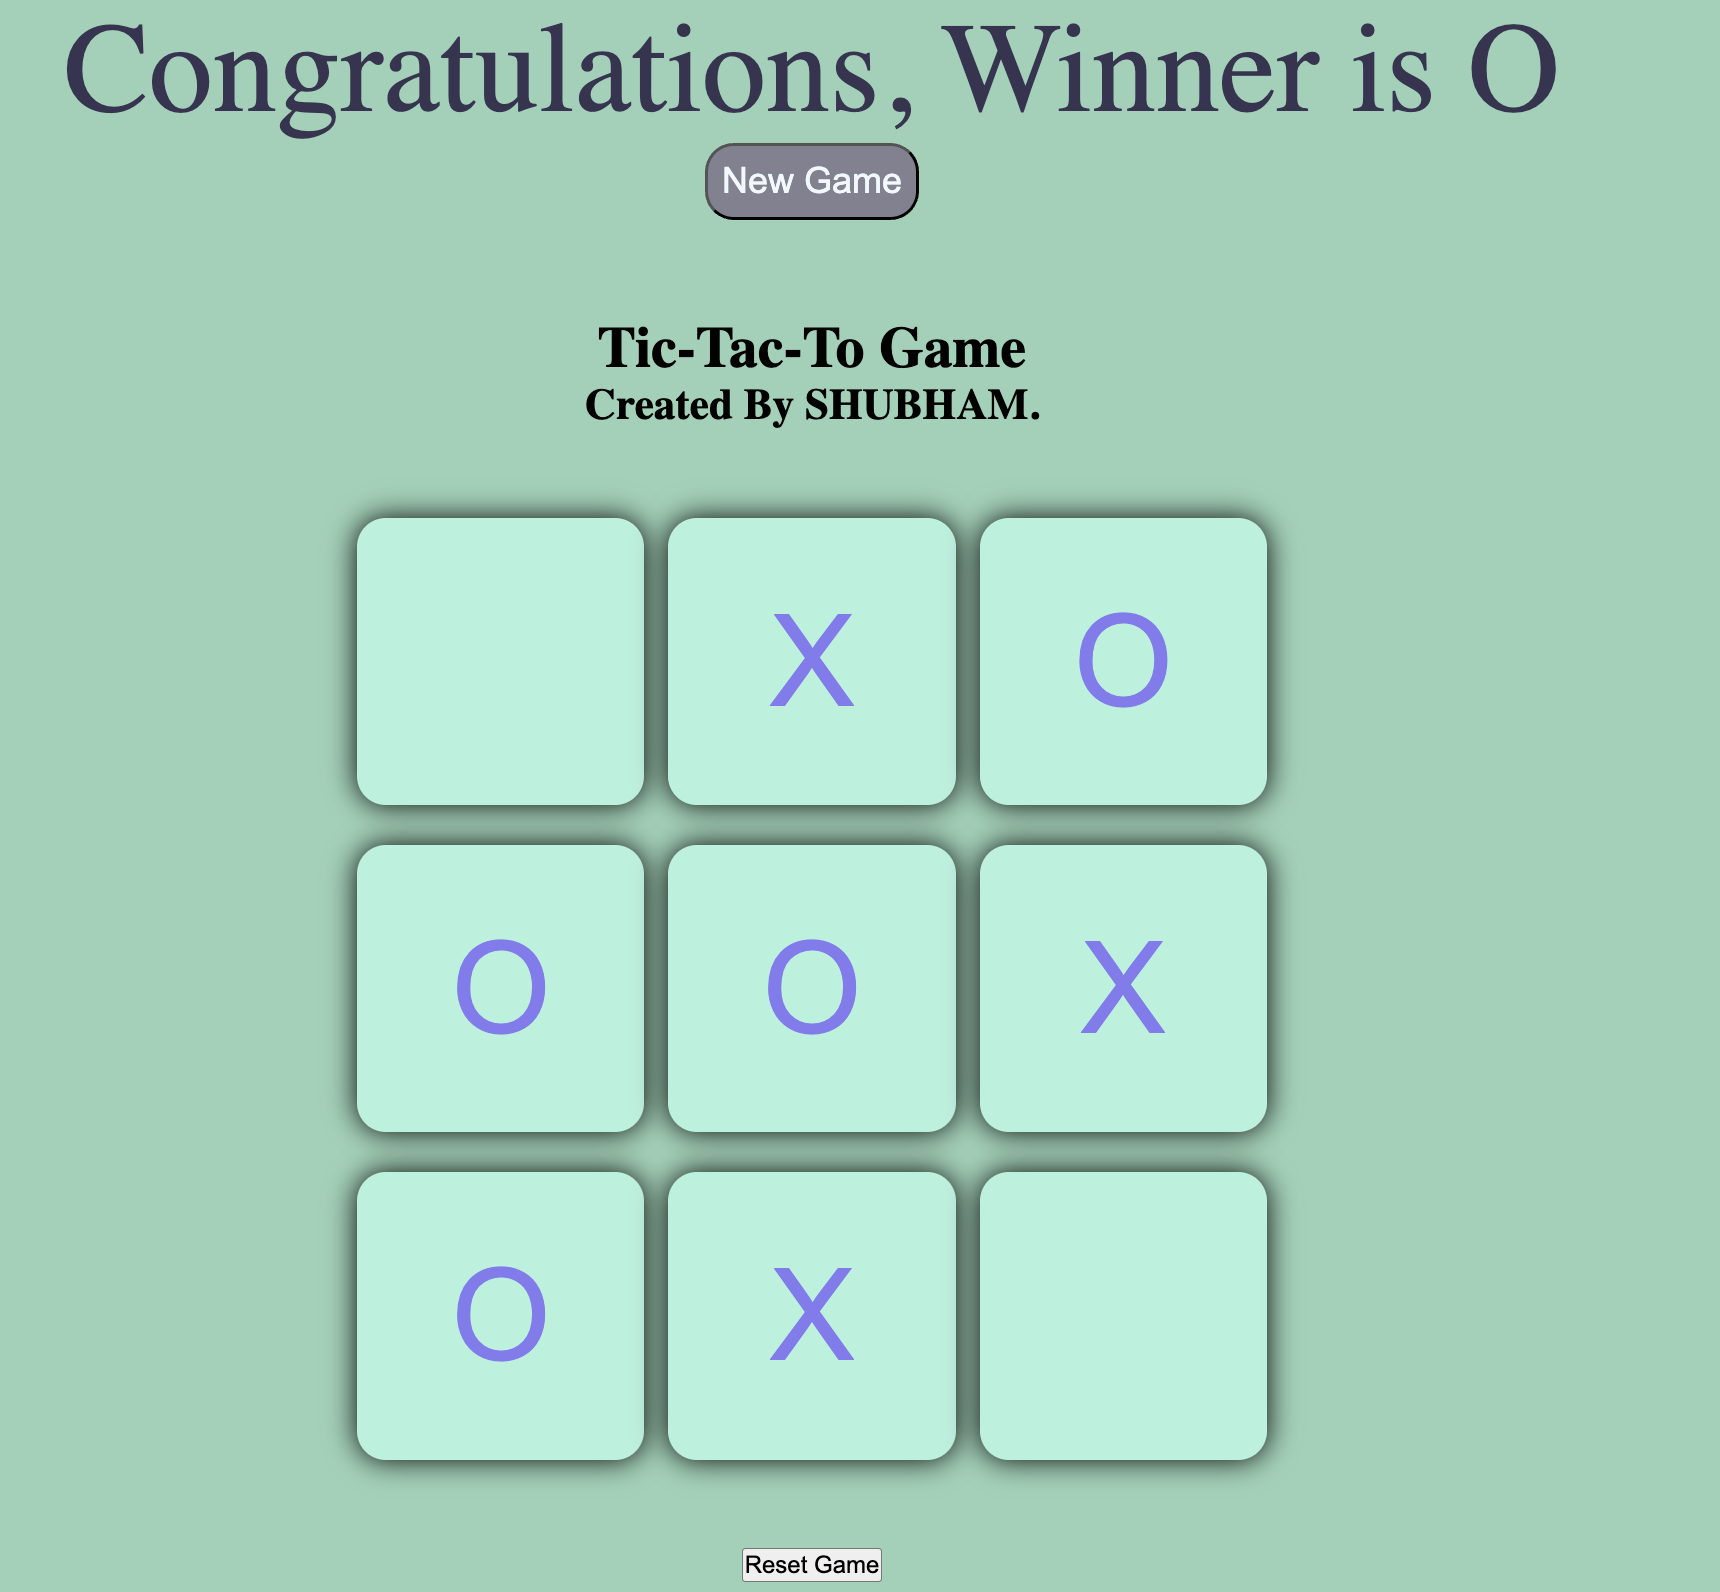 Congratulations, Winner is O
New Game
Tic-Tac-To Game
Created By SHUBHAM.
X O
O O X
O X
Reset Game